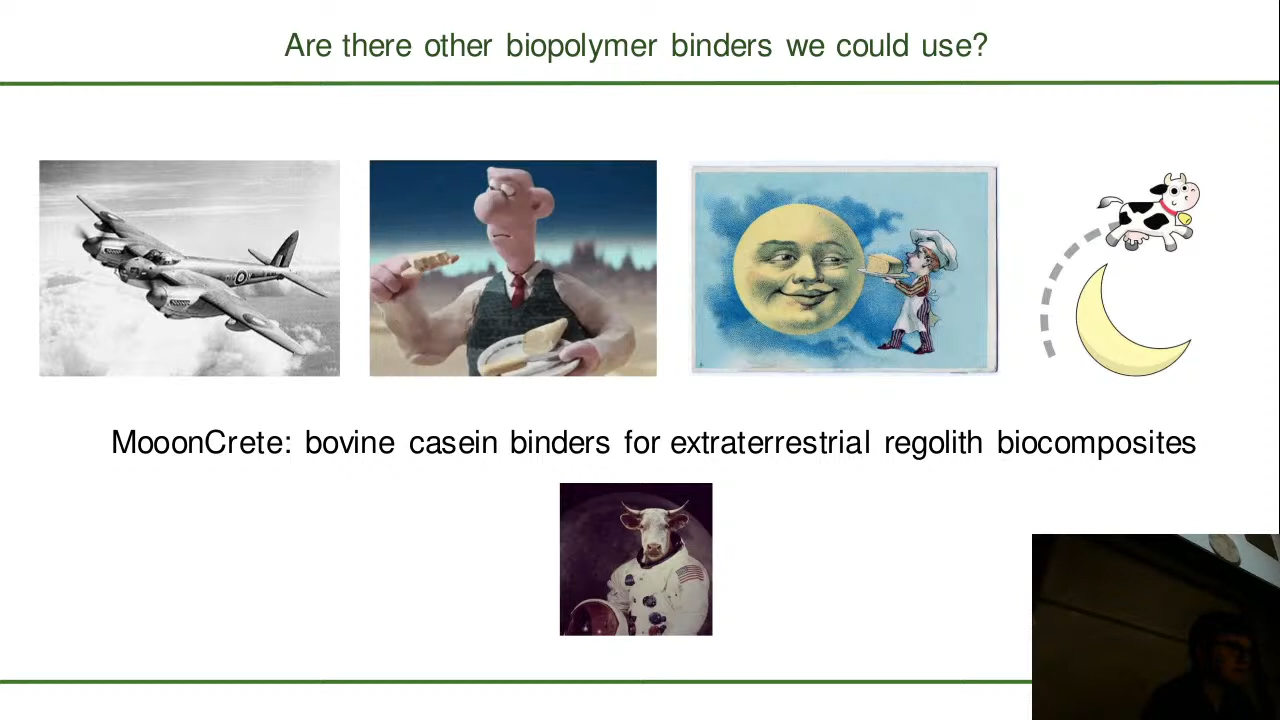 Are there other biopolymer binders we could use?
MooonCrete: bovine casein binders for extraterrestrial regolith biocomposites